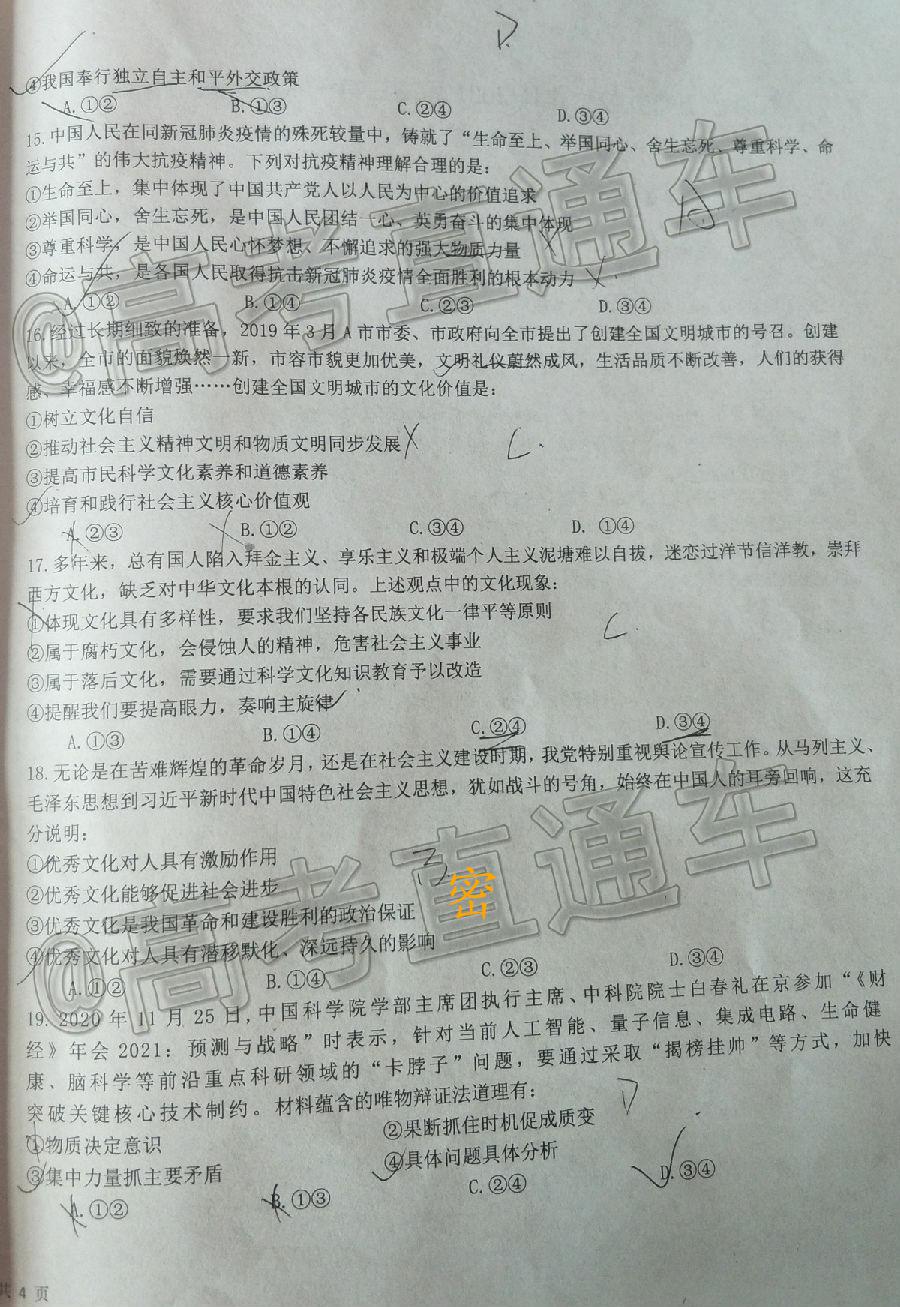 D.
④我国奉行独立自主和平外交政策
A.①② B.①③ C.②④ D.③④
15.中国人民在同新冠肺炎疫情的殊死较量中，铸就了“生命至上、举国同心、舍生忘死、尊重科学、命
运与共”的伟大抗疫精神。下列对抗疫精神理解合理的是：
①生命至上，集中体现了中国共产党人以人民为中心的价值追求
②举国同心，舍生忘死，是中国人民团结一心、英勇奋斗的集中体现
③尊重科学，是中国人民心怀梦想、不懈追求的强大物质力量
④命运与共，是各国人民取得抗击新冠肺炎疫情全面胜利的根本动力
A.①② B.①④ C.②③ D.③④
16.经过长期细致的准备，2019年3月A市市委、市政府向全市提出了创建全国文明城市的号召。创建
以来，全市的面貌焕然一新，市容市貌更加优美，文明礼仪蔚然成风，生活品质不断改善，人们的获得
感、幸福感不断增强……创建全国文明城市的文化价值是：
①树立文化自信
②推动社会主义精神文明和物质文明同步发展
C.
③提高市民科学文化素养和道德素养
④培育和践行社会主义核心价值观
A.②③ B.①② C.③④ D.①④
17.多年来，总有国人陷入拜金主义、享乐主义和极端个人主义泥塘难以自拔，迷恋过洋节信洋教，崇拜
西方文化，缺乏对中华文化本根的认同。上述观点中的文化现象：
①体现文化具有多样性，要求我们坚持各民族文化一律平等原则
C.
②属于腐朽文化，会侵蚀人的精神，危害社会主义事业
③属于落后文化，需要通过科学文化知识教育予以改造
④提醒我们要提高眼力，奏响主旋律
A.①③ B.①④ C.②④ D.③④
18.无论是在苦难辉煌的革命岁月，还是在社会主义建设时期，我党特别重视舆论宣传工作。从马列主义、
毛泽东思想到习近平新时代中国特色社会主义思想，犹如战斗的号角，始终在中国人的耳旁回响，这充
分说明：
①优秀文化对人具有激励作用
B
②优秀文化能够促进社会进步
密
③优秀文化是我国革命和建设胜利的政治保证
④优秀文化对人具有潜移默化、深远持久的影响
A.①② B.①④ C.②③ D.③④
19.2020年11月25日,中国科学院学部主席团执行主席、中科院院士白春礼在京参加“《财
经》年会2021：预测与战略”时表示，针对当前人工智能、量子信息、集成电路、生命健
康、脑科学等前沿重点科研领域的“卡脖子”问题，要通过采取“揭榜挂帅”等方式，加快
突破关键核心技术制约。材料蕴含的唯物辩证法道理有：
D
①物质决定意识 ②果断抓住时机促成质变
③集中力量抓主要矛盾 ④具体问题具体分析
A.①② B.①③ C.②④ D.③④
共4页
@高考直通车
@高考直通车